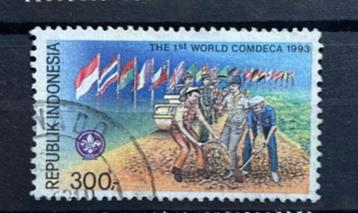 THE 1st WORLD COMDECA 1993
REPUBLIK INDONESIA
300,-